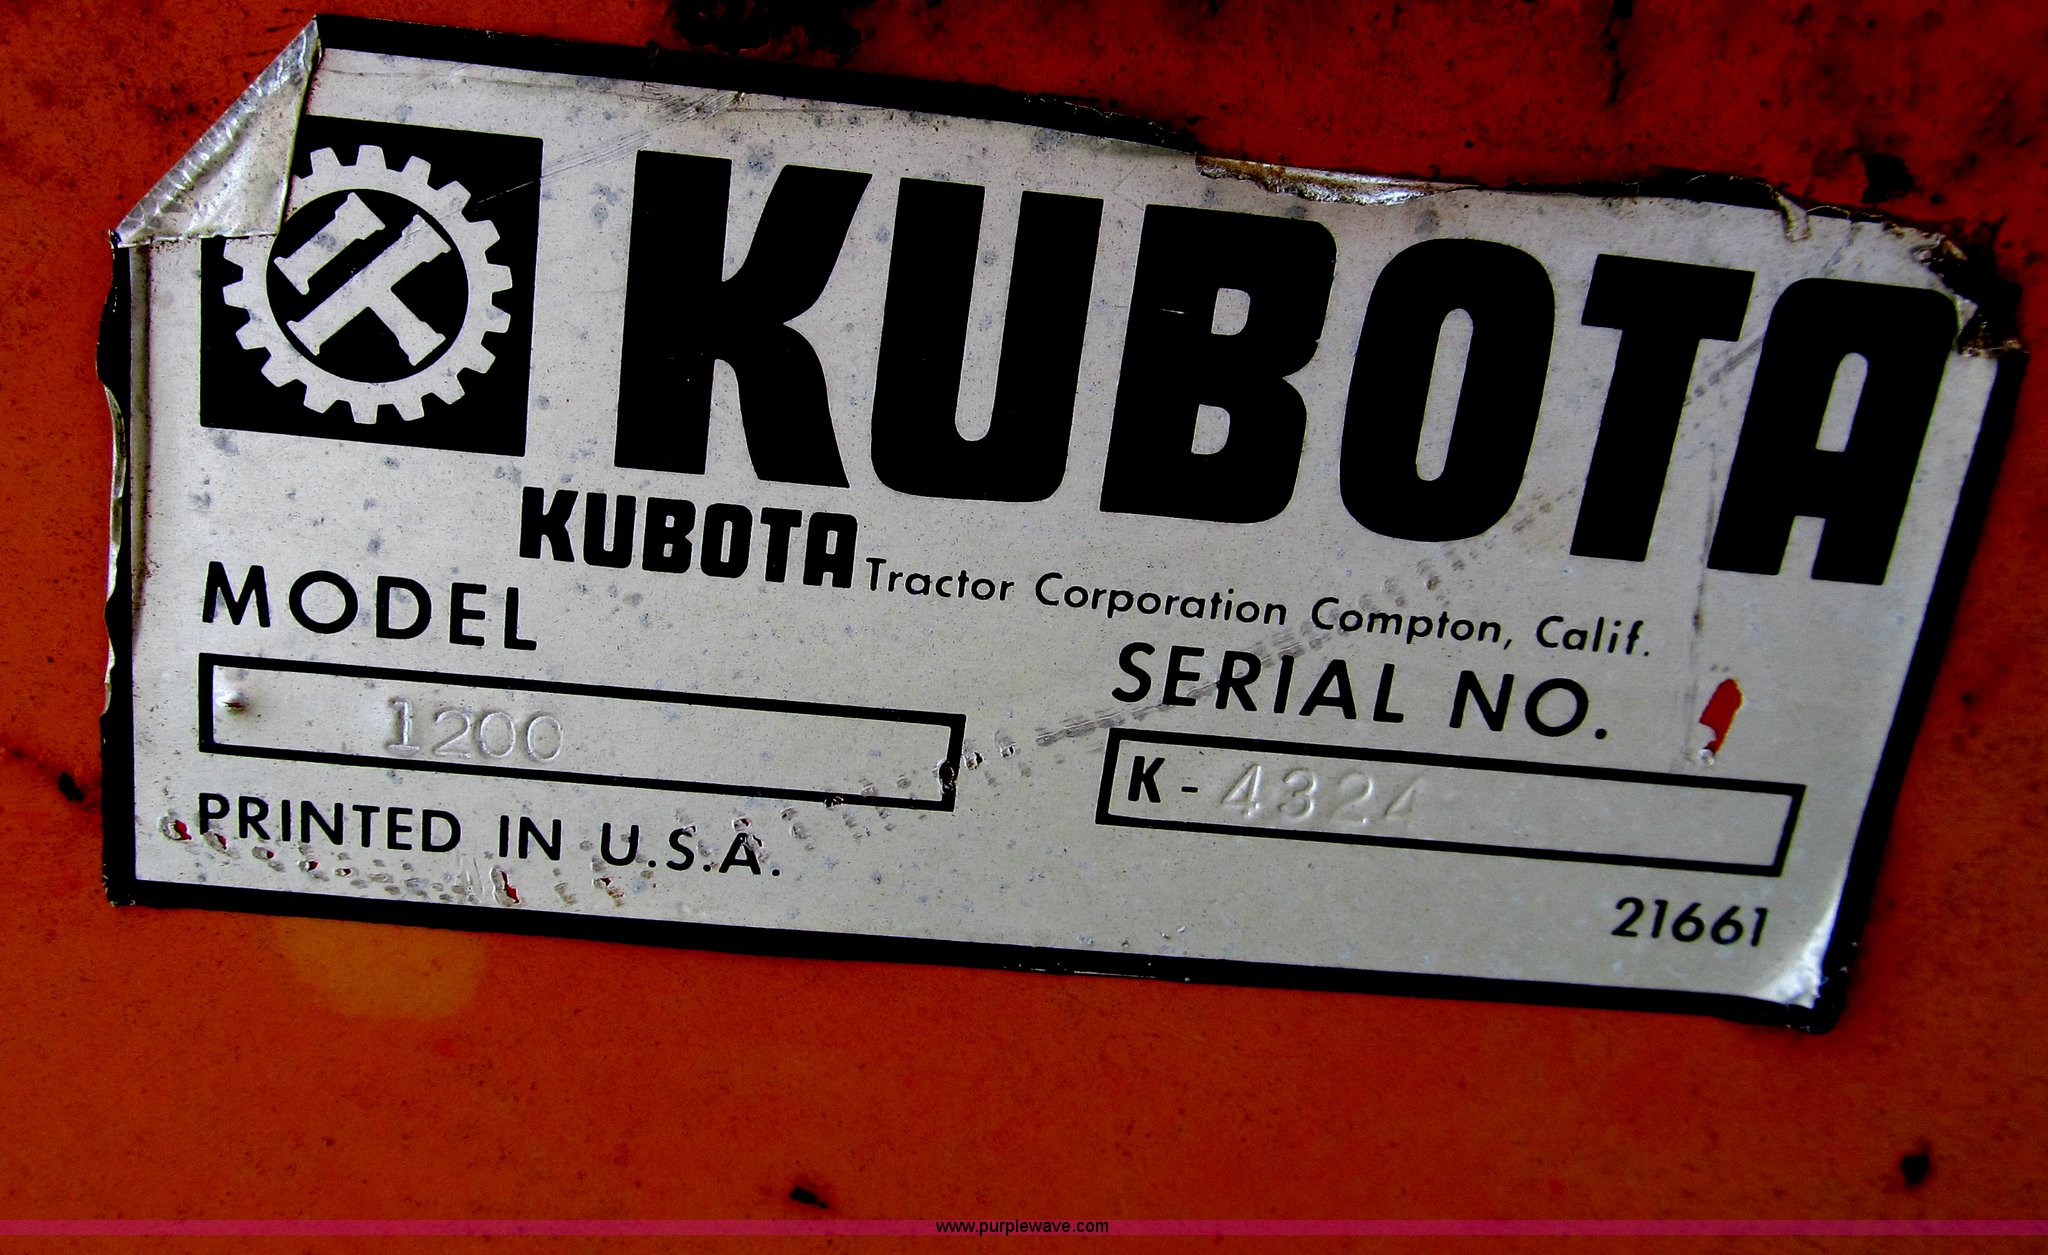 KUBOTA
KUBOTA Tractor Corporation Compton, Calif.
MODEL
1200
SERIAL NO.
K- 4324
PRINTED IN U.S.A.
21661
www.purplewave.com